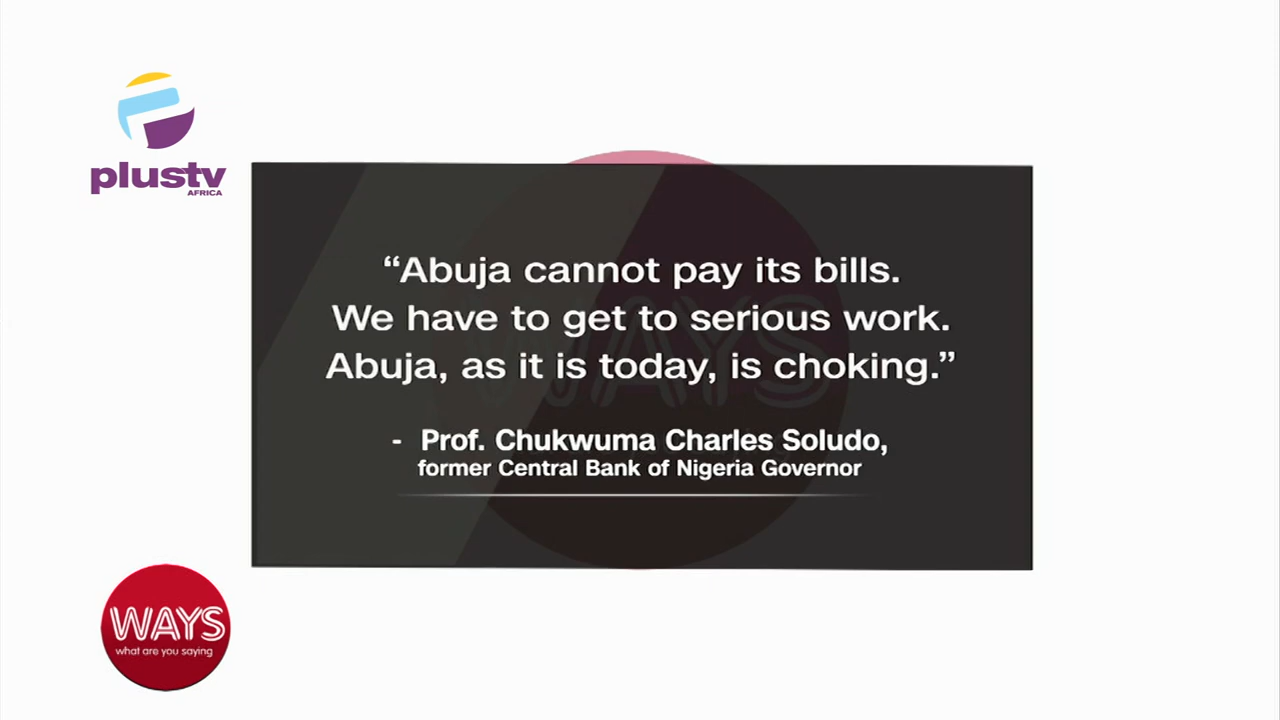 plustv
AFRICA
“Abuja cannot pay its bills.
We have to get to serious work.
Abuja, as it is today, is choking.”
- Prof. Chukwuma Charles Soludo,
former Central Bank of Nigeria Governor
WAYS
WAYS
what are you saying